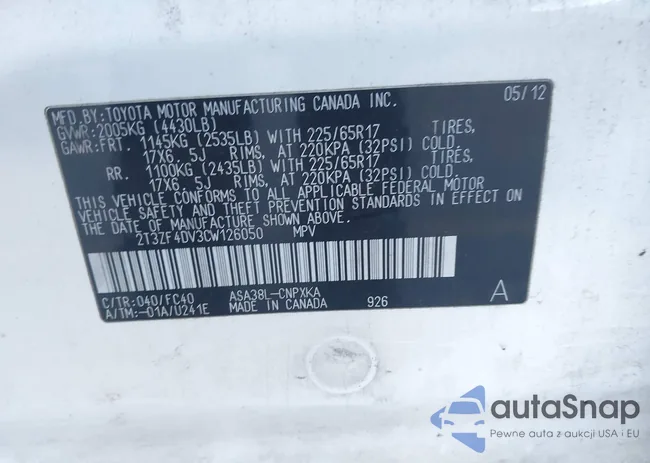 MFD. BY: TOYOTA MOTOR MANUFACTURING CANADA INC. 05/12
GVWR: 2005KG (4430LB)
GAWR: FRT. 1145KG (2535LB) WITH 225/65R17 TIRES,
17X6. 5J RIMS, AT 220KPA (32PSI) COLD.
RR. 1100KG (2435LB) WITH 225/65R17 TIRES,
17X6. 5J RIMS, AT 220KPA (32PSI) COLD.
THIS VEHICLE CONFORMS TO ALL APPLICABLE FEDERAL MOTOR
VEHICLE SAFETY AND THEFT PREVENTION STANDARDS IN EFFECT ON
THE DATE OF MANUFACTURE SHOWN ABOVE.
2T3ZF4DV3CW126050 MPV
C/TR: 040/FC40 ASA38L-CNPXKA A
A/TM: -01A/U241E MADE IN CANADA 926
autoSnap
Pewne auta z aukcji USA i EU